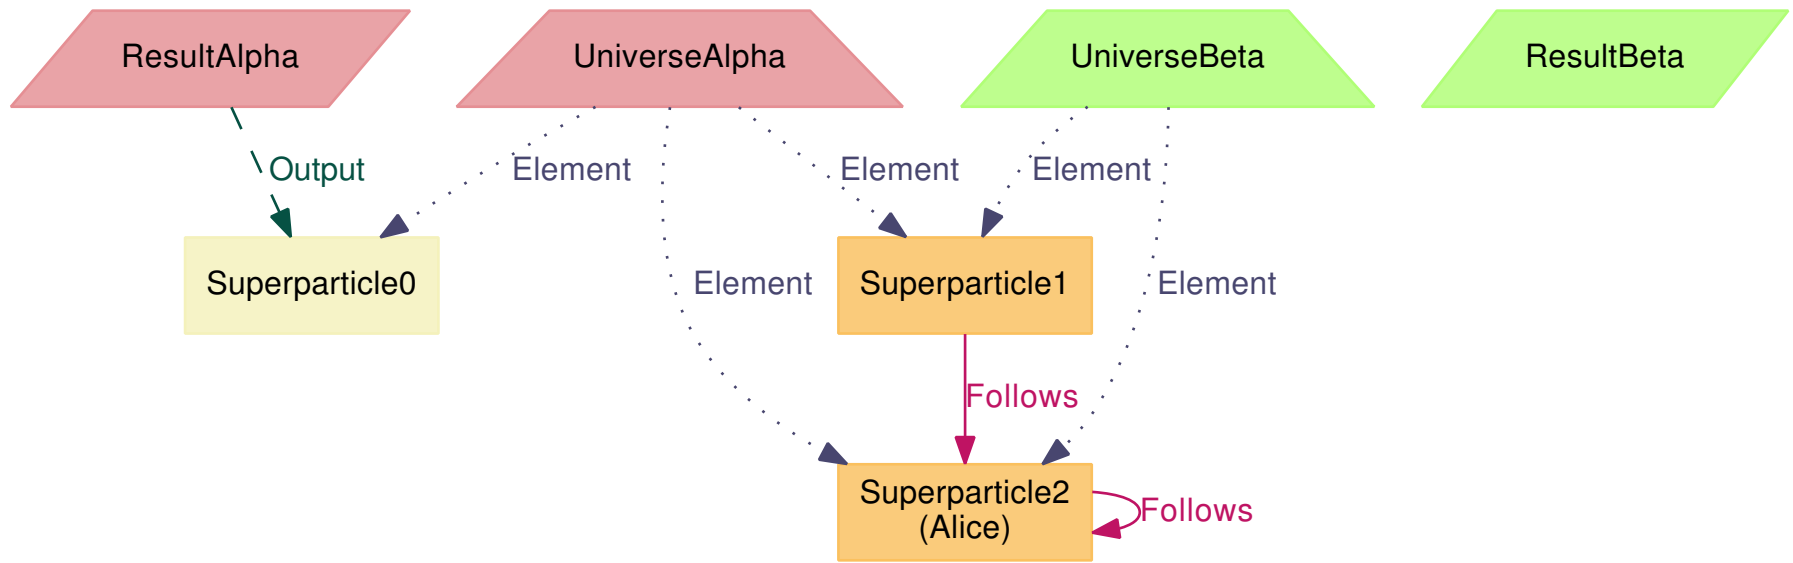 ResultAlpha
UniverseAlpha
UniverseBeta
ResultBeta
Output
Element
Element
Element
Superparticle0
Element
Superparticle1
Element
Follows
Superparticle2
(Alice)
Follows